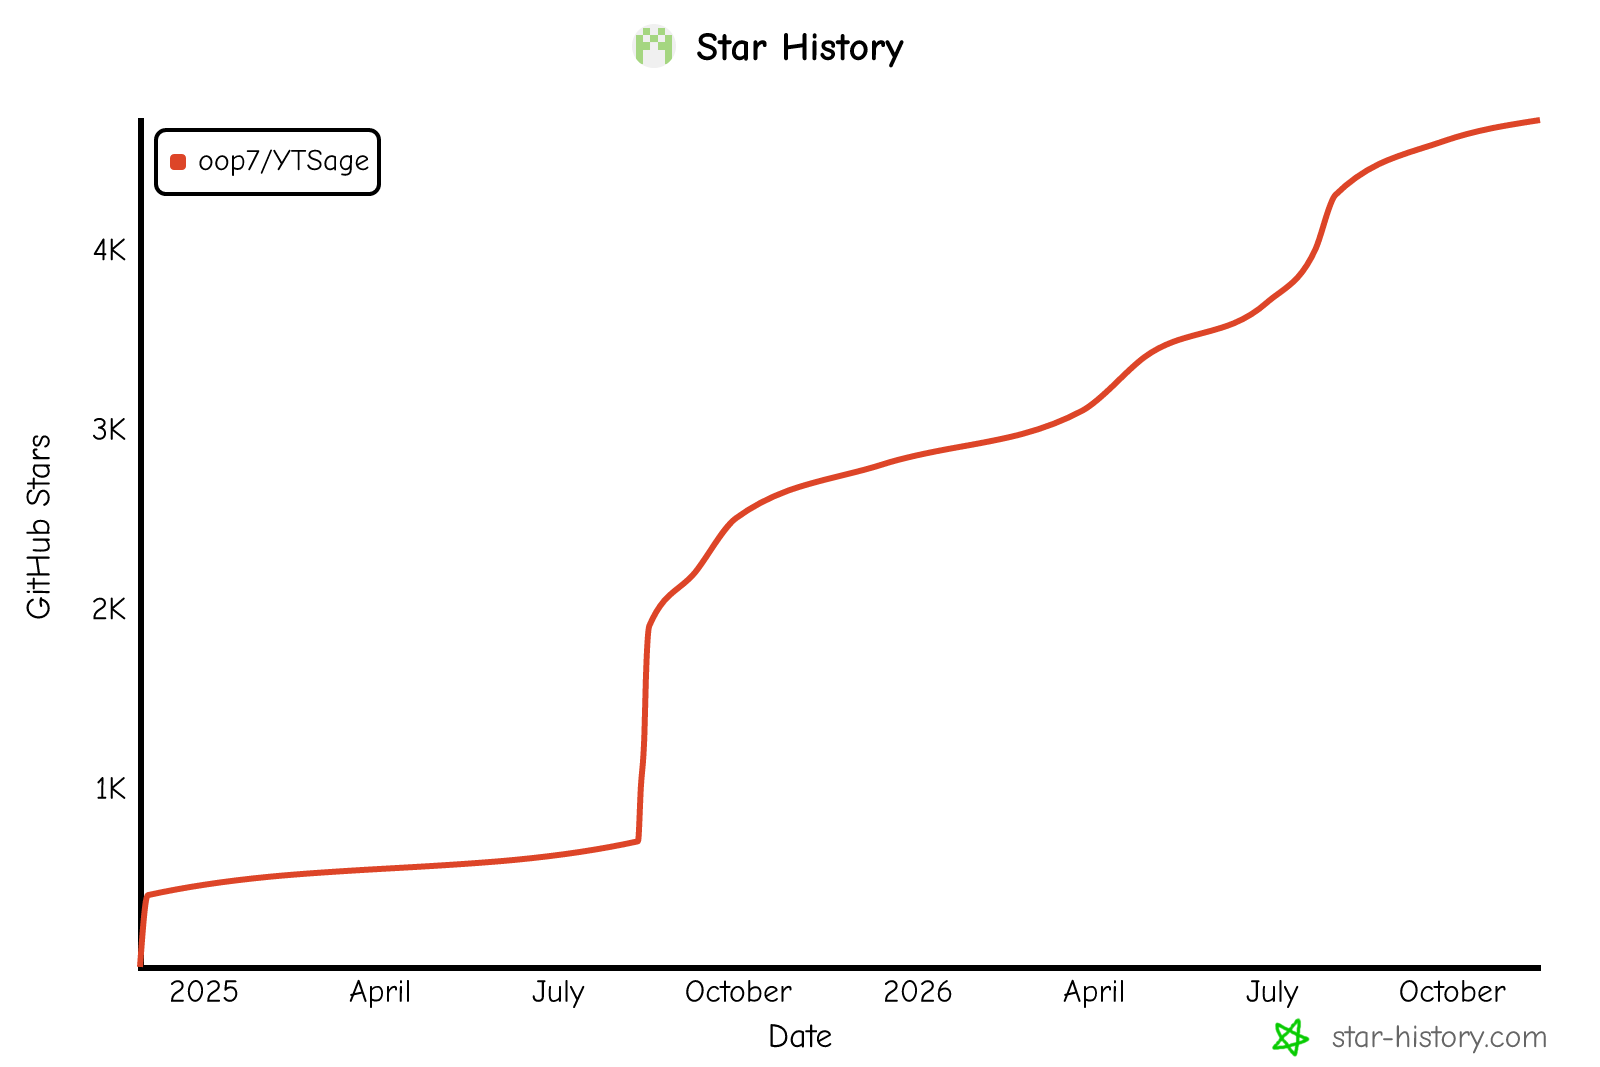 Star History
oop7/YTSage
4K
3K
2K
1K
GitHub Stars
2025 April July October 2026 April July October
Date
star-history.com